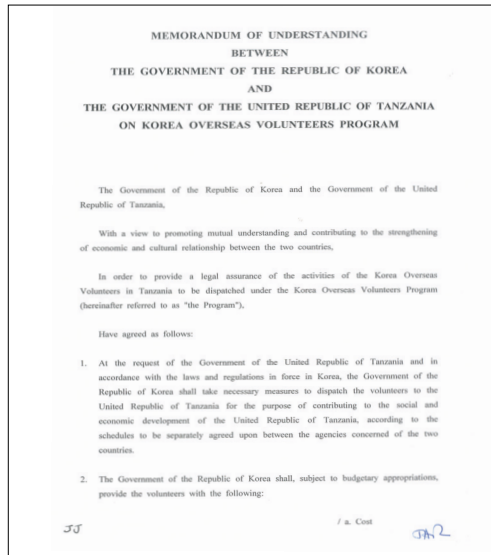 MEMORANDUM OF UNDERSTANDING
BETWEEN
THE GOVERNMENT OF THE REPUBLIC OF KOREA
AND
THE GOVERNMENT OF THE UNITED REPUBLIC OF TANZANIA
ON KOREA OVERSEAS VOLUNTEERS PROGRAM
The Government of the Republic of Korea and the Government of the United
Republic of Tanzania,
With a view to promoting mutual understanding and contributing to the strengthening
of economic and cultural relationship between the two countries,
In order to provide a legal assurance of the activities of the Korea Overseas
Volunteers in Tanzania to be dispatched under the Korea Overseas Volunteers Program
(hereinafter referred to as "the Program"),
Have agreed as follows:
1. At the request of the Government of the United Republic of Tanzania and in
accordance with the laws and regulations in force in Korea, the Government of the
Republic of Korea shall take necessary measures to dispatch the volunteers to the
United Republic of Tanzania for the purpose of contributing to the social and
economic development of the United Republic of Tanzania, according to the
schedules to be separately agreed upon between the agencies concerned of the two
countries.
2. The Government of the Republic of Korea shall, subject to budgetary appropriations,
provide the volunteers with the following:
/ a. Cost
JJ